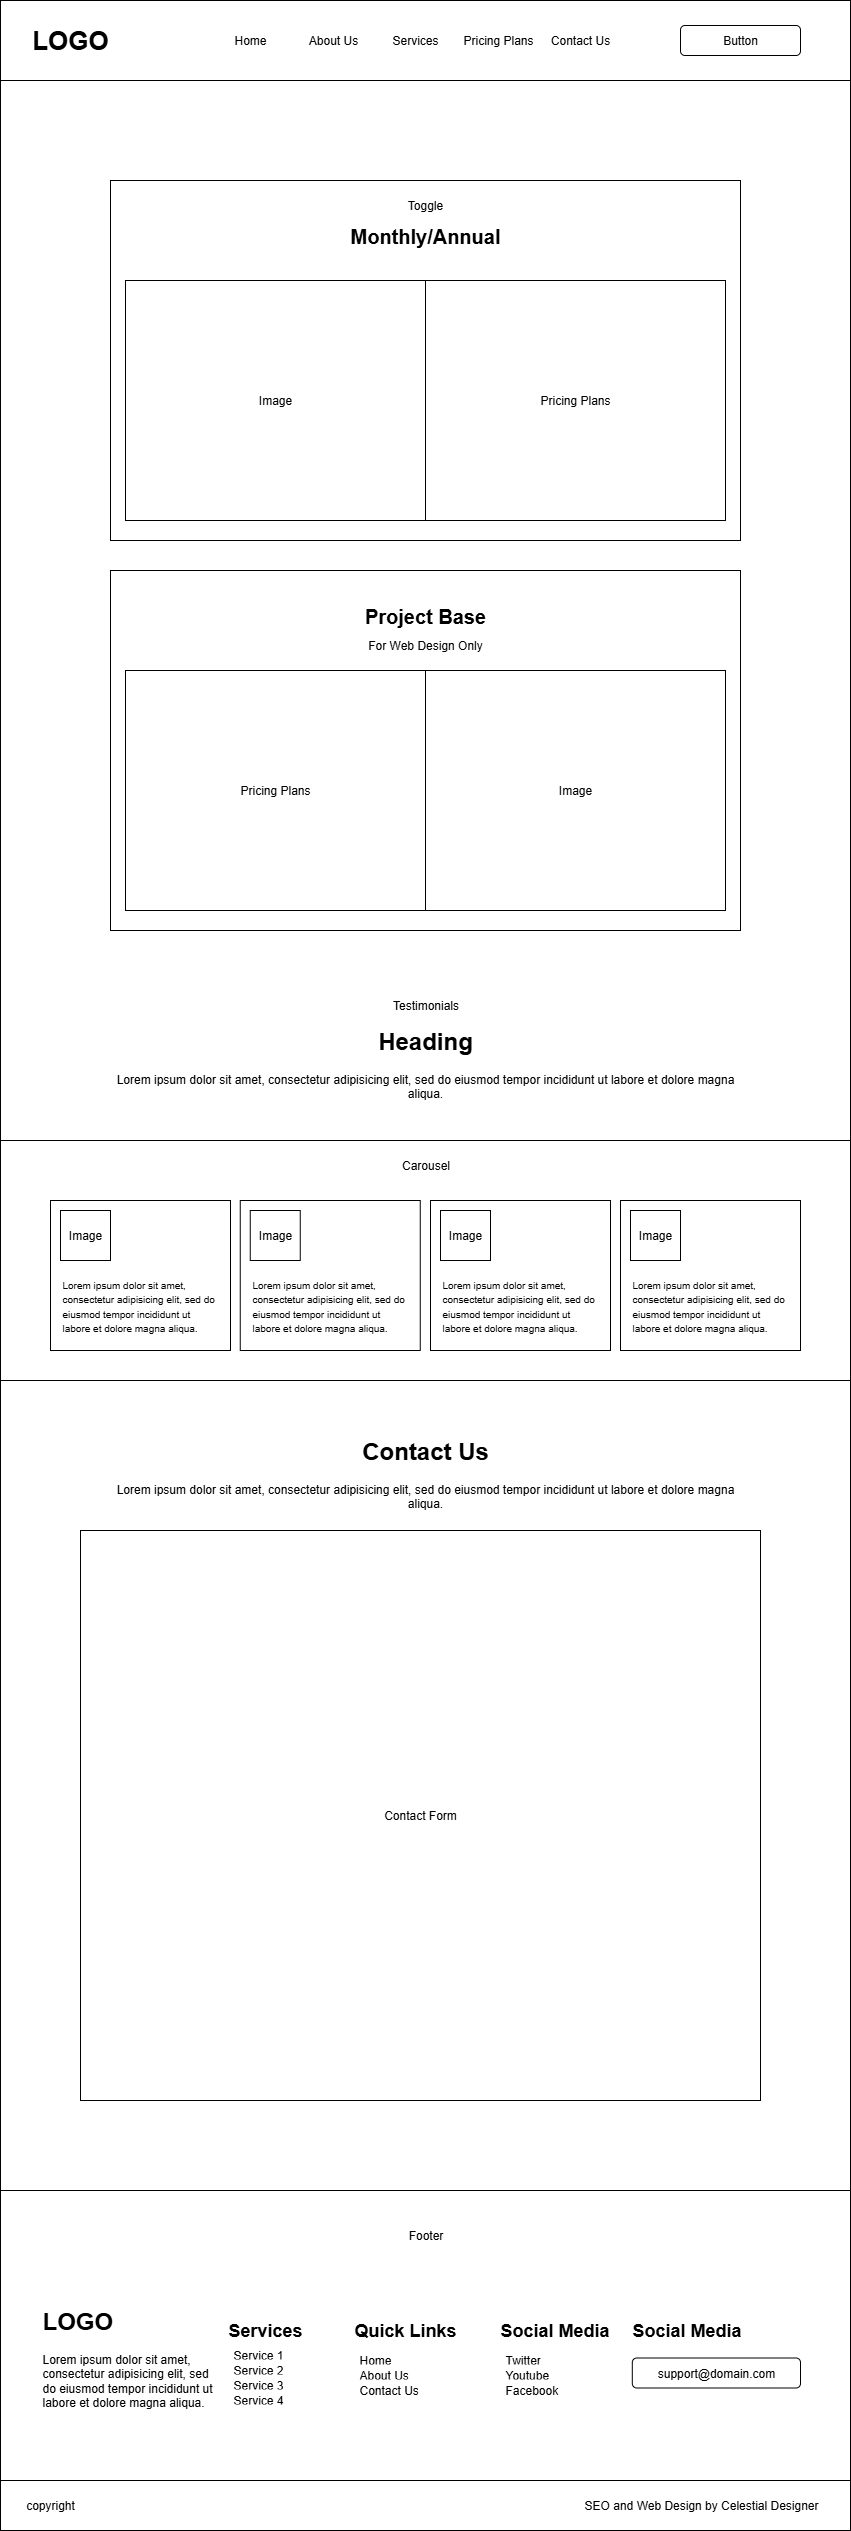 LOGO
Home
About Us
Services
Pricing Plans
Contact Us
Button
Toggle
Monthly/Annual
Image
Pricing Plans
Project Base
For Web Design Only
Pricing Plans
Image
Testimonials
Heading
Lorem ipsum dolor sit amet, consectetur adipisicing elit, sed do eiusmod tempor incididunt ut labore et dolore magna
aliqua.
Carousel
Image
Lorem ipsum dolor sit amet,
consectetur adipisicing elit, sed do
eiusmod tempor incididunt ut
labore et dolore magna aliqua.
Image
Lorem ipsum dolor sit amet,
consectetur adipisicing elit, sed do
eiusmod tempor incididunt ut
labore et dolore magna aliqua.
Image
Lorem ipsum dolor sit amet,
consectetur adipisicing elit, sed do
eiusmod tempor incididunt ut
labore et dolore magna aliqua.
Image
Lorem ipsum dolor sit amet,
consectetur adipisicing elit, sed do
eiusmod tempor incididunt ut
labore et dolore magna aliqua.
Contact Us
Lorem ipsum dolor sit amet, consectetur adipisicing elit, sed do eiusmod tempor incididunt ut labore et dolore magna
aliqua.
Contact Form
Footer
LOGO
Lorem ipsum dolor sit amet,
consectetur adipisicing elit, sed
do eiusmod tempor incididunt ut
labore et dolore magna aliqua.
Services
Service 1
Service 2
Service 3
Service 4
Quick Links
Home
About Us
Contact Us
Social Media
Twitter
Youtube
Facebook
Social Media
support@domain.com
copyright
SEO and Web Design by Celestial Designer